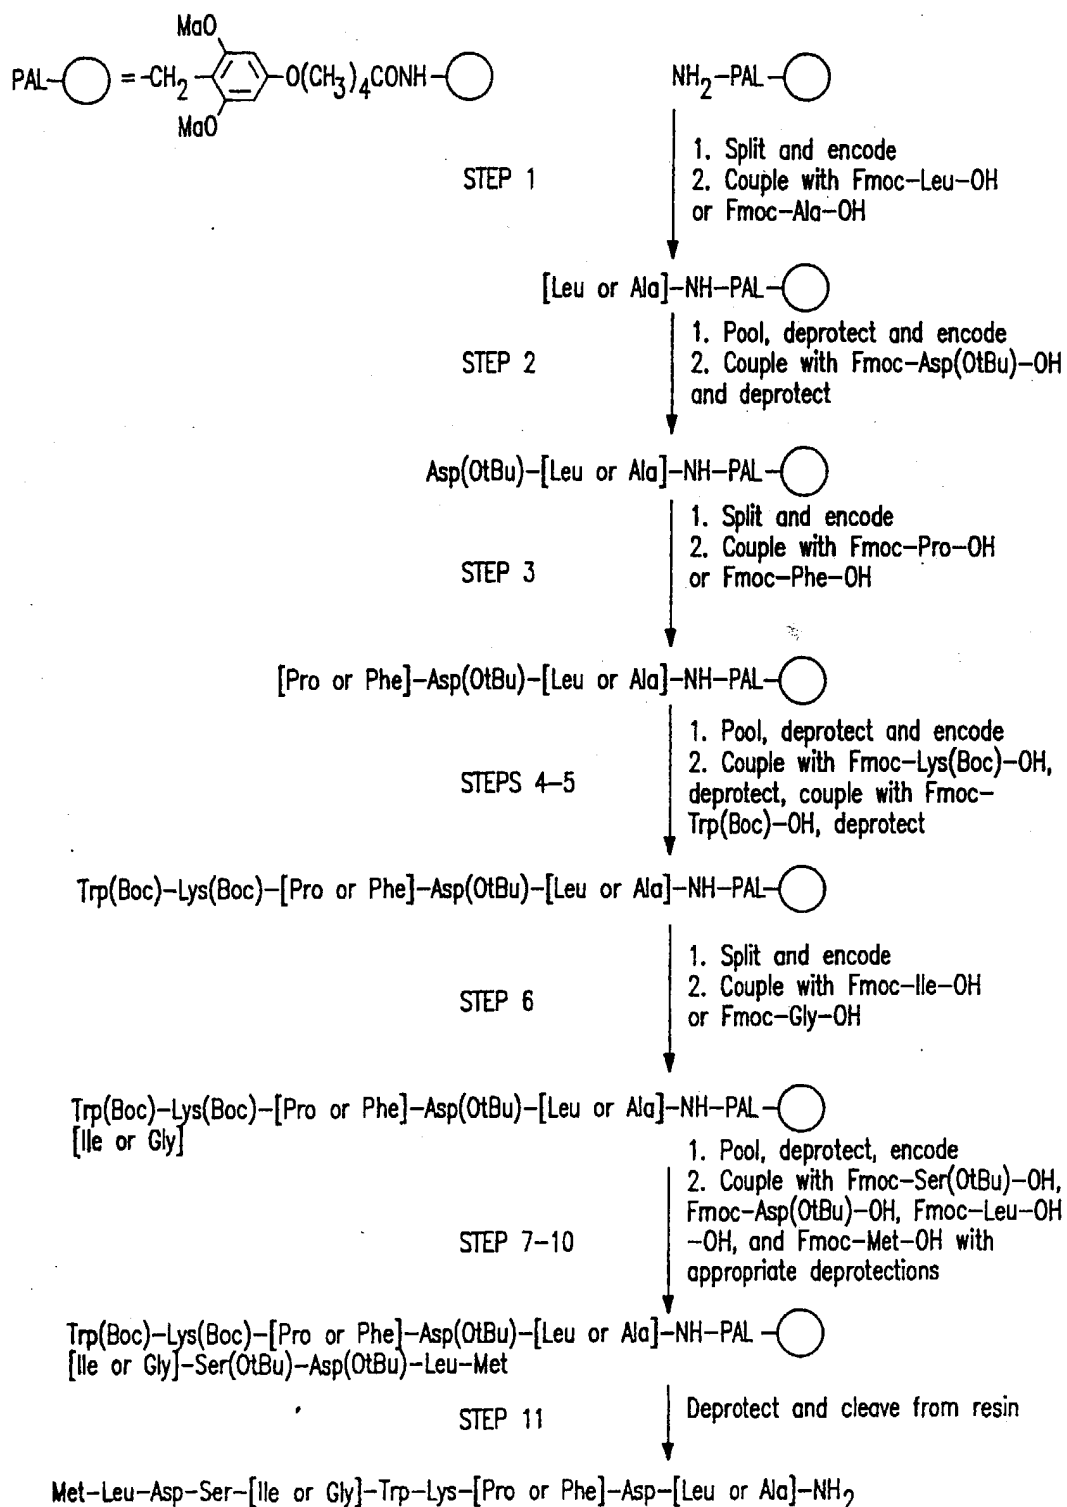 MaO
PAL-○ = -CH2-⌬-O(CH3)4CONH-○
MaO
NH2-PAL-○
STEP 1
1. Split and encode
2. Couple with Fmoc-Leu-OH
or Fmoc-Ala-OH
[Leu or Ala]-NH-PAL-○
STEP 2
1. Pool, deprotect and encode
2. Couple with Fmoc-Asp(OtBu)-OH
and deprotect
Asp(OtBu)-[Leu or Ala]-NH-PAL-○
STEP 3
1. Split and encode
2. Couple with Fmoc-Pro-OH
or Fmoc-Phe-OH
[Pro or Phe]-Asp(OtBu)-[Leu or Ala]-NH-PAL-○
STEPS 4-5
1. Pool, deprotect and encode
2. Couple with Fmoc-Lys(Boc)-OH,
deprotect, couple with Fmoc-
Trp(Boc)-OH, deprotect
Trp(Boc)-Lys(Boc)-[Pro or Phe]-Asp(OtBu)-[Leu or Ala]-NH-PAL-○
STEP 6
1. Split and encode
2. Couple with Fmoc-Ile-OH
or Fmoc-Gly-OH
Trp(Boc)-Lys(Boc)-[Pro or Phe]-Asp(OtBu)-[Leu or Ala]-NH-PAL-○
[Ile or Gly]
STEP 7-10
1. Pool, deprotect, encode
2. Couple with Fmoc-Ser(OtBu)-OH,
Fmoc-Asp(OtBu)-OH, Fmoc-Leu-OH
-OH, and Fmoc-Met-OH with
appropriate deprotections
Trp(Boc)-Lys(Boc)-[Pro or Phe]-Asp(OtBu)-[Leu or Ala]-NH-PAL-○
[Ile or Gly]-Ser(OtBu)-Asp(OtBu)-Leu-Met
STEP 11
Deprotect and cleave from resin
Met-Leu-Asp-Ser-[Ile or Gly]-Trp-Lys-[Pro or Phe]-Asp-[Leu or Ala]-NH2